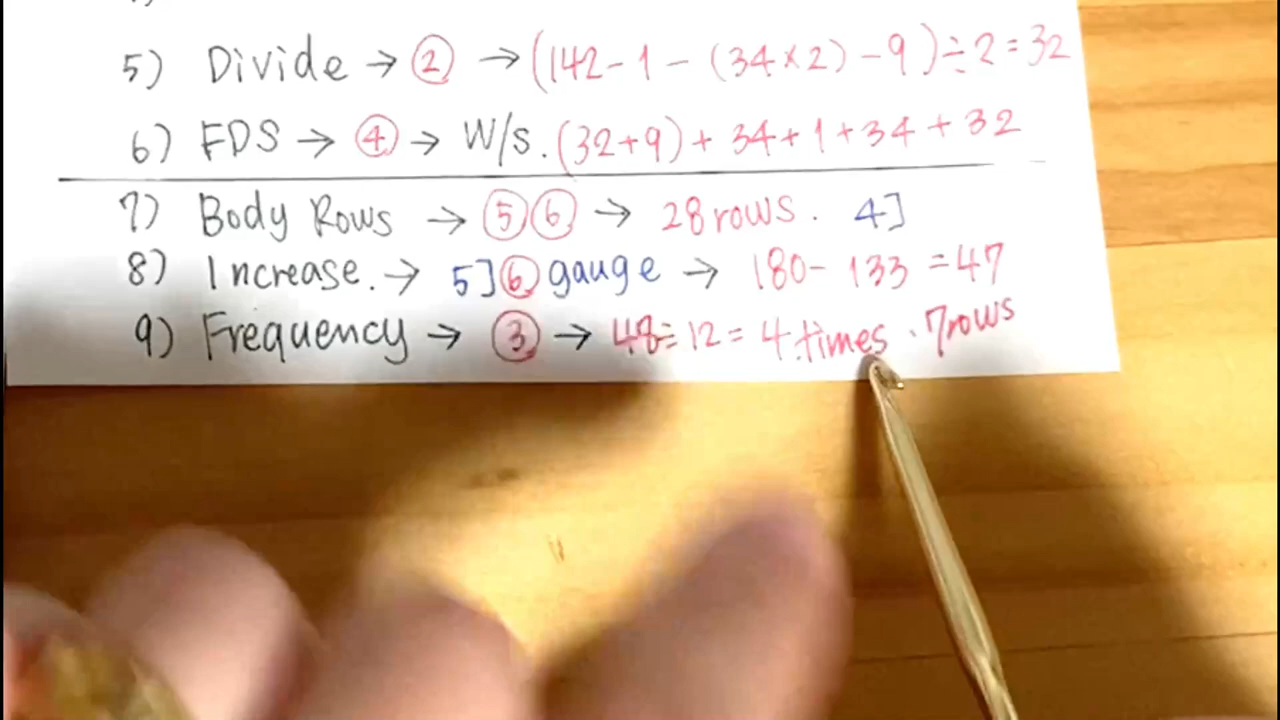 5) Divide → ② → (142 - 1 - (34×2) - 9) ÷ 2 = 32
6) FDS → ④ → W/S. (32+9) + 34 + 1 + 34 + 32
7) Body Rows → ⑤⑥ → 28 rows. 4]
8) Increase. → 5]⑥ gauge → 180 - 133 = 47
9) Frequency → ③ → 48 ÷ 12 = 4 times. 7rows